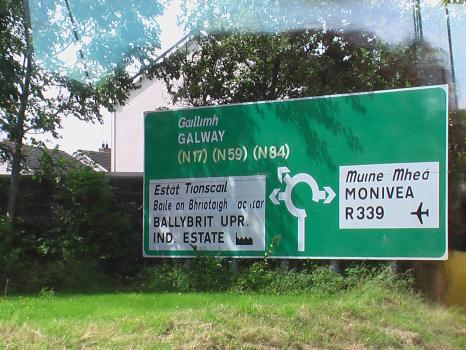 Gaillimh
GALWAY
(N17) (N59) (N84)
Estát Tionscail
Baile an Bhriotaigh
BALLYBRIT UPR.
IND. ESTATE
Muine Mheá
MONIVEA
R339